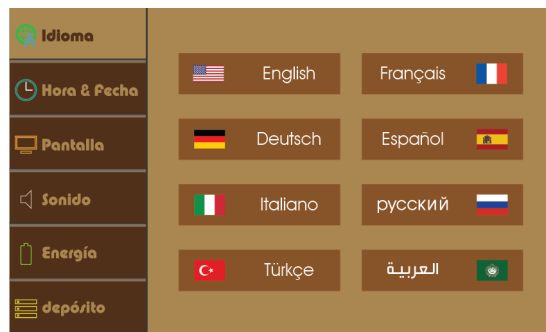 Idioma
Hora & Fecha
Pantalla
Sonido
Energía
depósito
English
Français
Deutsch
Español
Italiano
русский
Türkçe
العربية